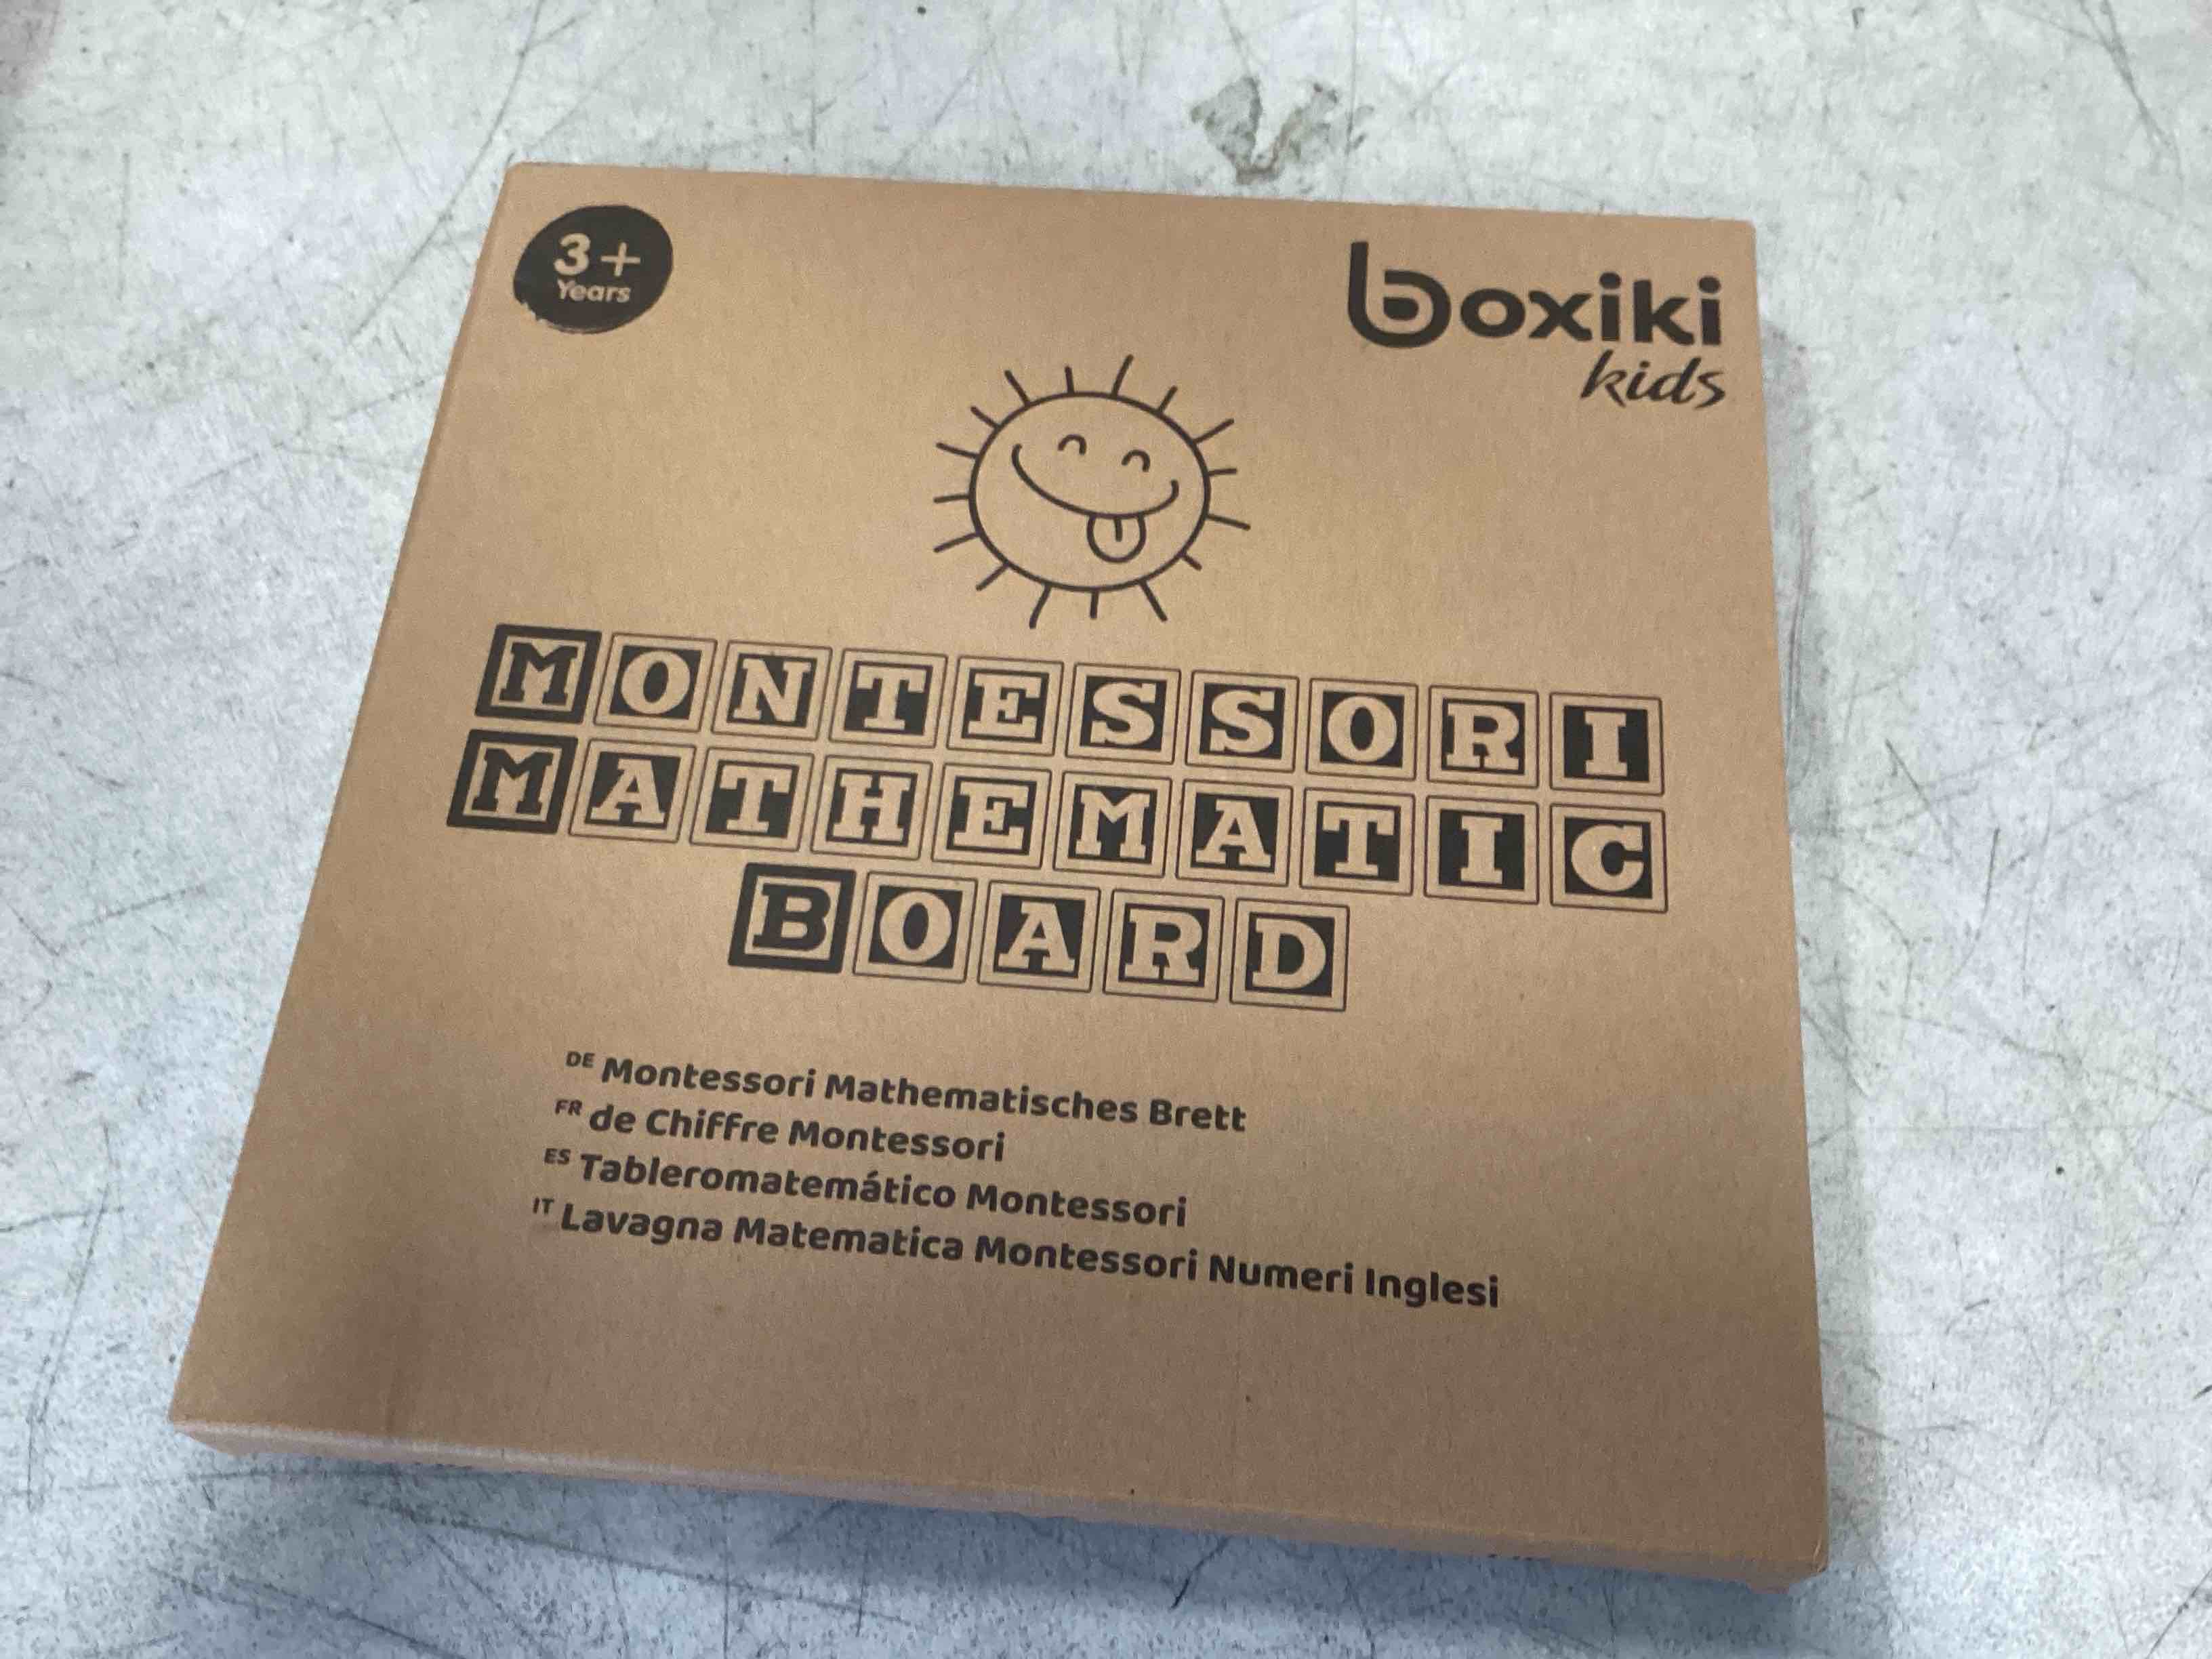 3+
Years
boxiki
kids
MONTESSORI
MATHEMATIC
BOARD
DE Montessori Mathematisches Brett
FR de Chiffre Montessori
ES Tableromatemático Montessori
IT Lavagna Matematica Montessori Numeri Inglesi